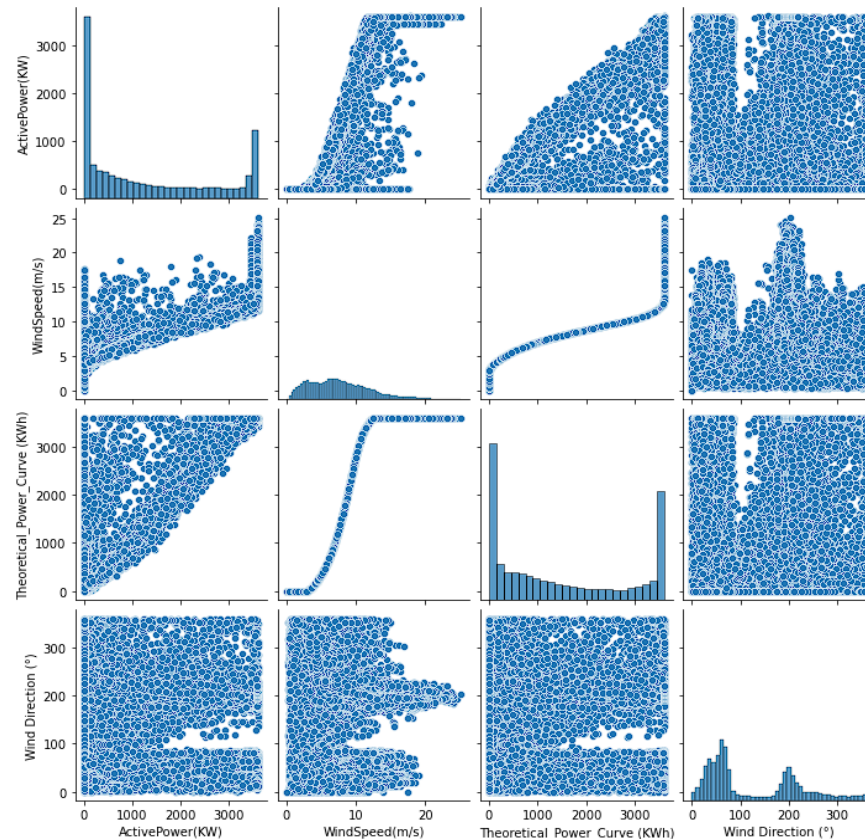 ActivePower(KW)
3000
2000
1000
0
WindSpeed(m/s)
25
20
15
10
5
0
Theoretical_Power_Curve (KWh)
3000
2000
1000
0
Wind Direction (°)
300
200
100
0
0 1000 2000 3000
0 20
0 1000 2000 3000
0 100 200 300
ActivePower(KW)
WindSpeed(m/s)
Theoretical_Power_Curve (KWh)
Wind Direction (°)